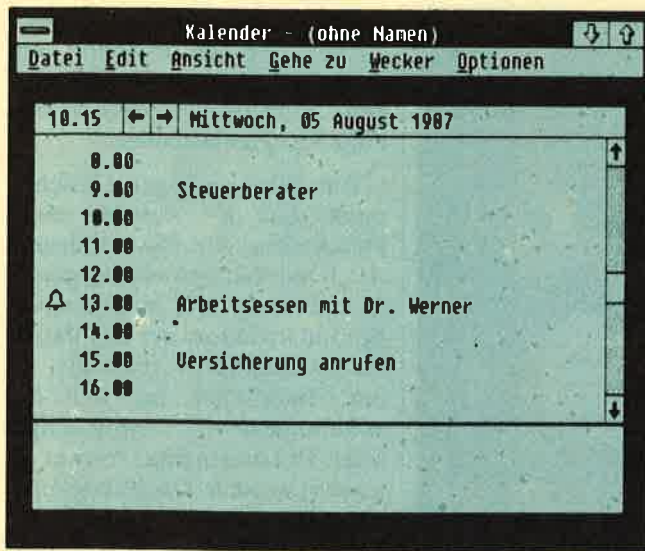 Kalender - (ohne Namen)
Datei Edit Ansicht Gehe zu Wecker Optionen
10.15 ← → Mittwoch, 05 August 1987
8.00
9.00 Steuerberater
10.00
11.00
12.00
13.00 Arbeitsessen mit Dr. Werner
14.00
15.00 Versicherung anrufen
16.00